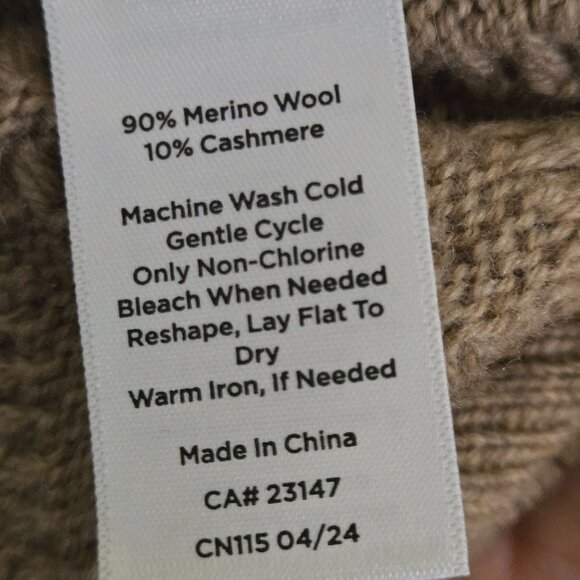 90% Merino Wool
10% Cashmere
Machine Wash Cold
Gentle Cycle
Only Non-Chlorine
Bleach When Needed
Reshape, Lay Flat To
Dry
Warm Iron, If Needed
Made In China
CA# 23147
CN115 04/24